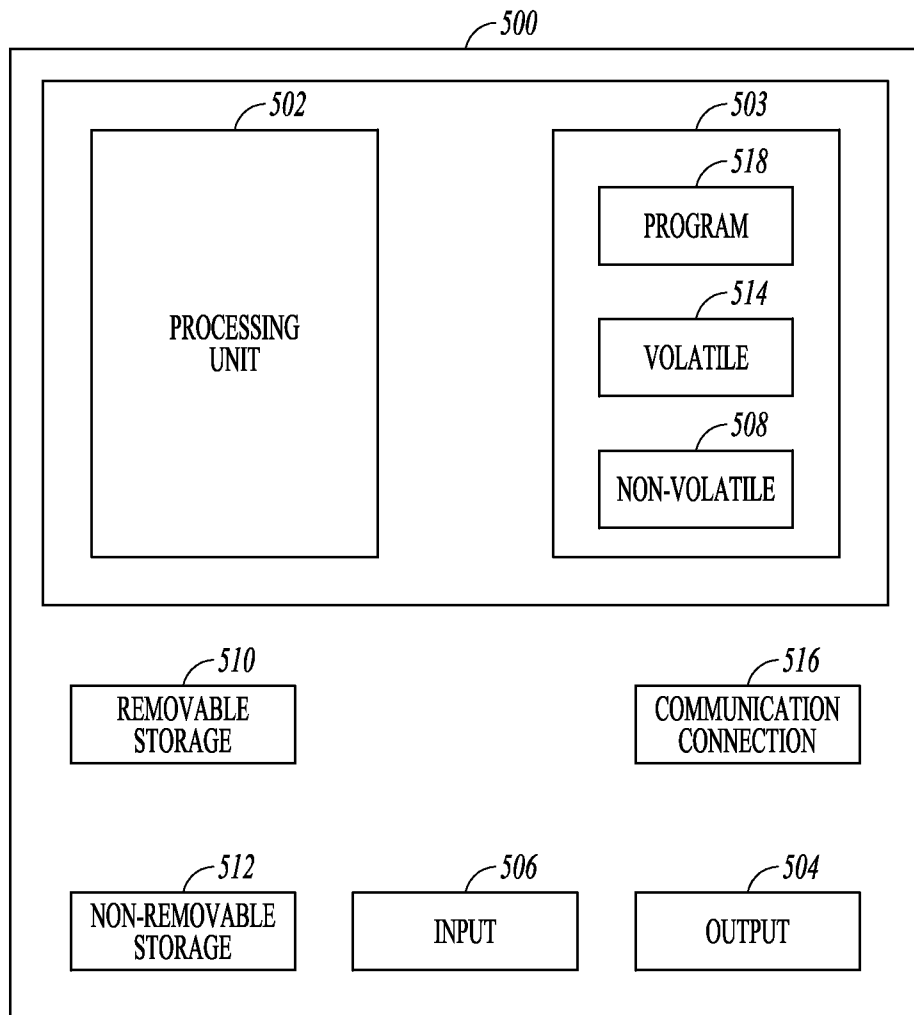 500
502
503
518
PROGRAM
PROCESSING
UNIT
514
VOLATILE
508
NON-VOLATILE
510
REMOVABLE
STORAGE
516
COMMUNICATION
CONNECTION
512
NON-REMOVABLE
STORAGE
506
INPUT
504
OUTPUT